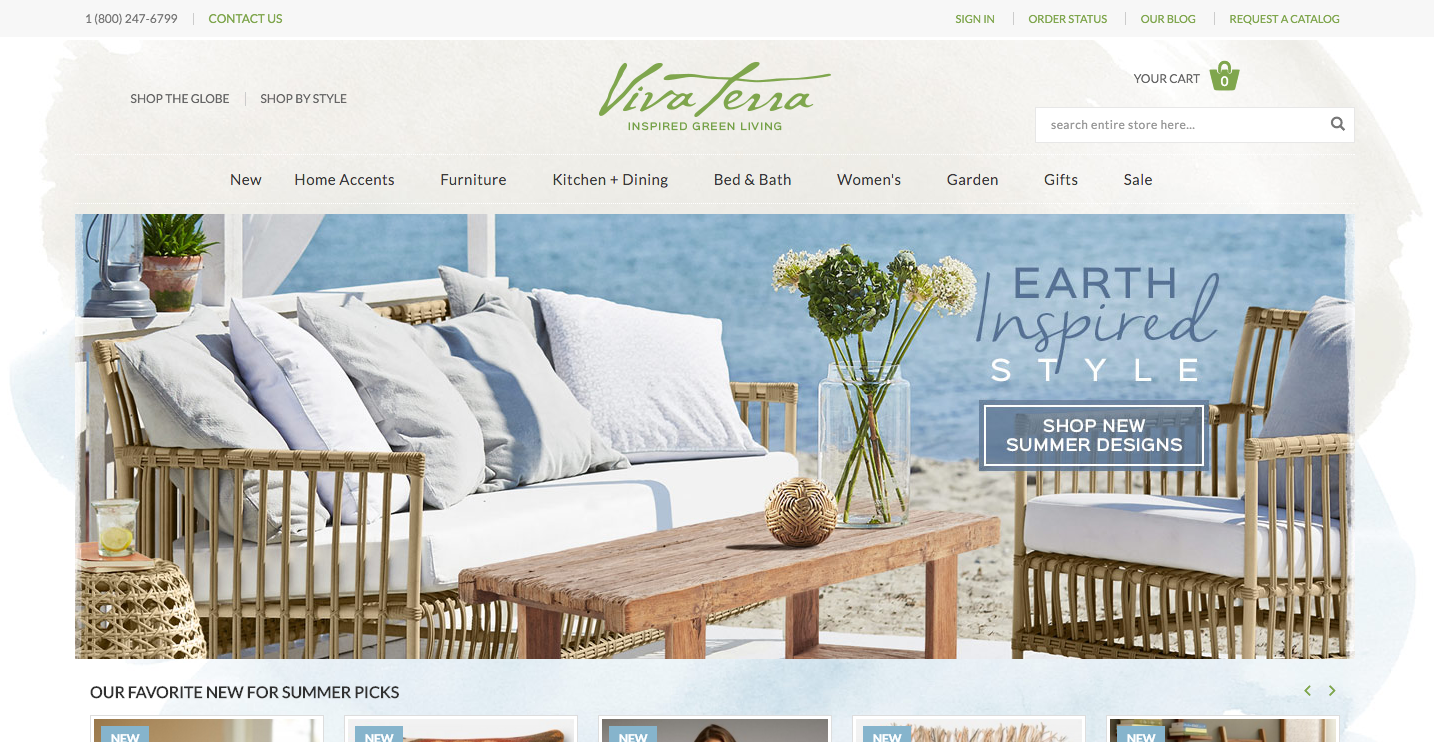 1 (800) 247-6799
CONTACT US
SIGN IN
ORDER STATUS
OUR BLOG
REQUEST A CATALOG
SHOP THE GLOBE
SHOP BY STYLE
Viva Terra
INSPIRED GREEN LIVING
YOUR CART
0
search entire store here...
New
Home Accents
Furniture
Kitchen + Dining
Bed & Bath
Women's
Garden
Gifts
Sale
EARTH
Inspired
STYLE
SHOP NEW
SUMMER DESIGNS
OUR FAVORITE NEW FOR SUMMER PICKS
NEW
NEW
NEW
NEW
NEW